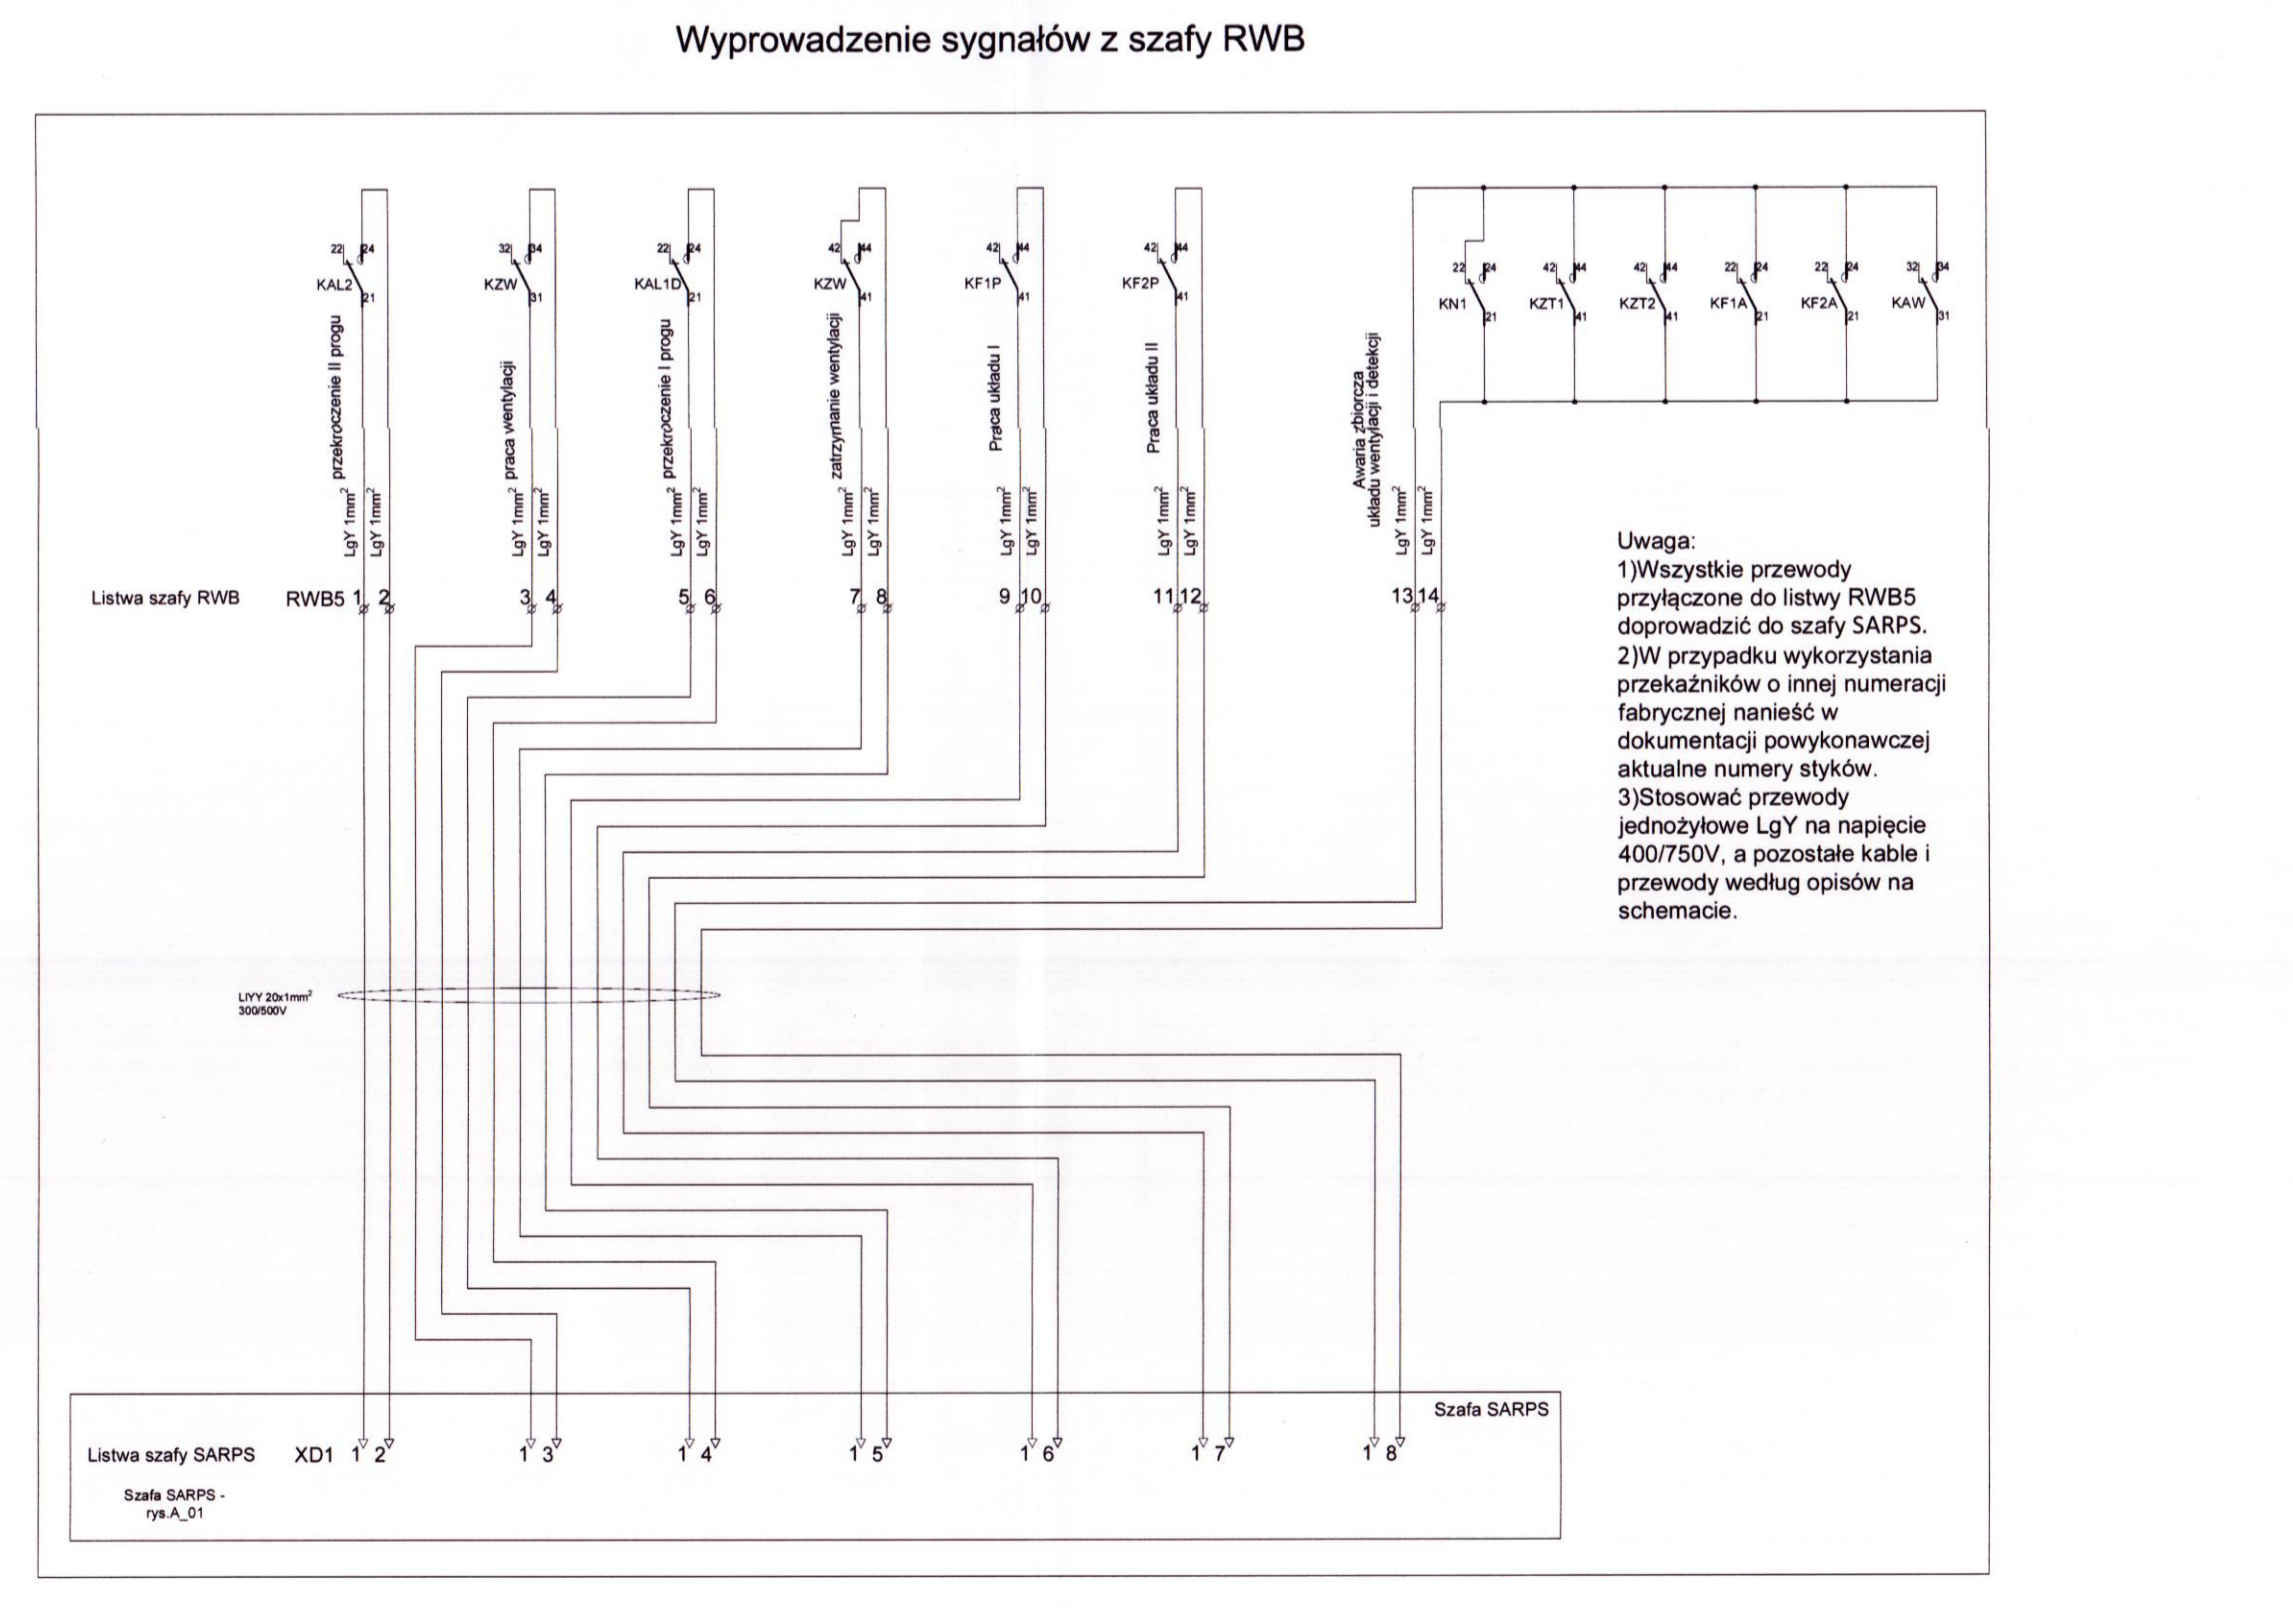 Wyprowadzenie sygnałów z szafy RWB
22 24 KAL2 21
32 34 KZW 31
22 24 KAL1D 21
42 44 KZW 41
42 44 KF1P 41
42 44 KF2P 41
22 24 KN1 21
42 44 KZT1 41
42 44 KZT2 41
22 24 KF1A 21
22 24 KF2A 21
32 34 KAW 31
przekroczenie II progu
praca wentylacji
przekroczenie I progu
zatrzymanie wentylacji
Praca układu I
Praca układu II
Awaria zbiorcza
układu wentylacji i detekcji
LgY 1mm²
LgY 1mm²
LgY 1mm²
LgY 1mm²
LgY 1mm²
LgY 1mm²
LgY 1mm²
LgY 1mm²
LgY 1mm²
LgY 1mm²
LgY 1mm²
LgY 1mm²
LgY 1mm²
LgY 1mm²
Listwa szafy RWB RWB5 1 2 3 4 5 6 7 8 9 10 11 12 13 14
Uwaga:
1)Wszystkie przewody
przyłączone do listwy RWB5
doprowadzić do szafy SARPS.
2)W przypadku wykorzystania
przekaźników o innej numeracji
fabrycznej nanieść w
dokumentacji powykonawczej
aktualne numery styków.
3)Stosować przewody
jednożyłowe LgY na napięcie
400/750V, a pozostałe kable i
przewody według opisów na
schemacie.
LIYY 20x1mm²
300/500V
Szafa SARPS
Listwa szafy SARPS XD1 1 2 1 3 1 4 1 5 1 6 1 7 1 8
Szafa SARPS -
rys.A_01